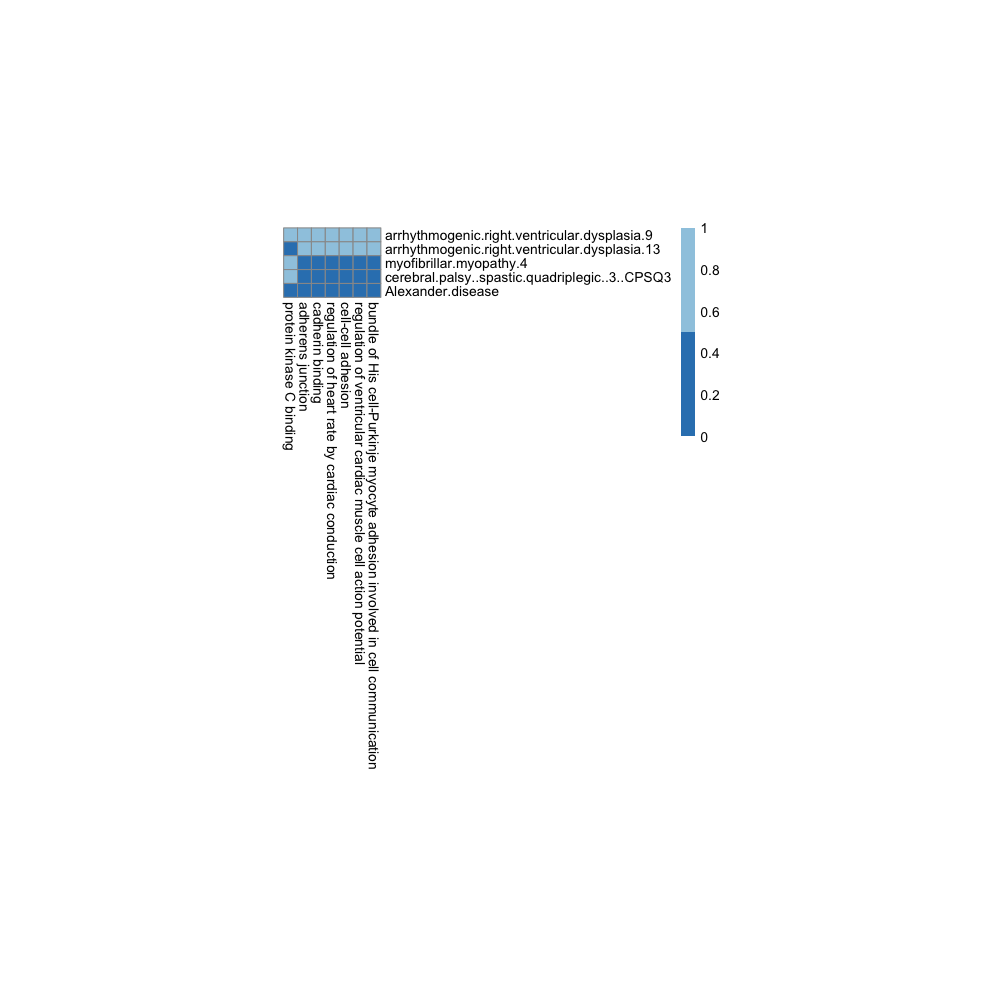 arrhythmogenic.right.ventricular.dysplasia.9
arrhythmogenic.right.ventricular.dysplasia.13
myofibrillar.myopathy.4
cerebral.palsy..spastic.quadriplegic..3..CPSQ3
Alexander.disease
protein kinase C binding
adherens junction
cadherin binding
regulation of heart rate by cardiac conduction
cell-cell adhesion
regulation of ventricular cardiac muscle cell action potential
bundle of His cell-Purkinje myocyte adhesion involved in cell communication
1
0.8
0.6
0.4
0.2
0